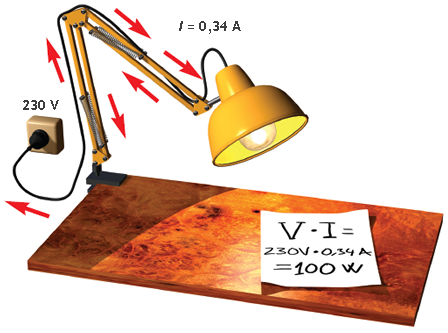 I = 0,34 A
230 V
V·I=
230V·0,34 A
=100 W